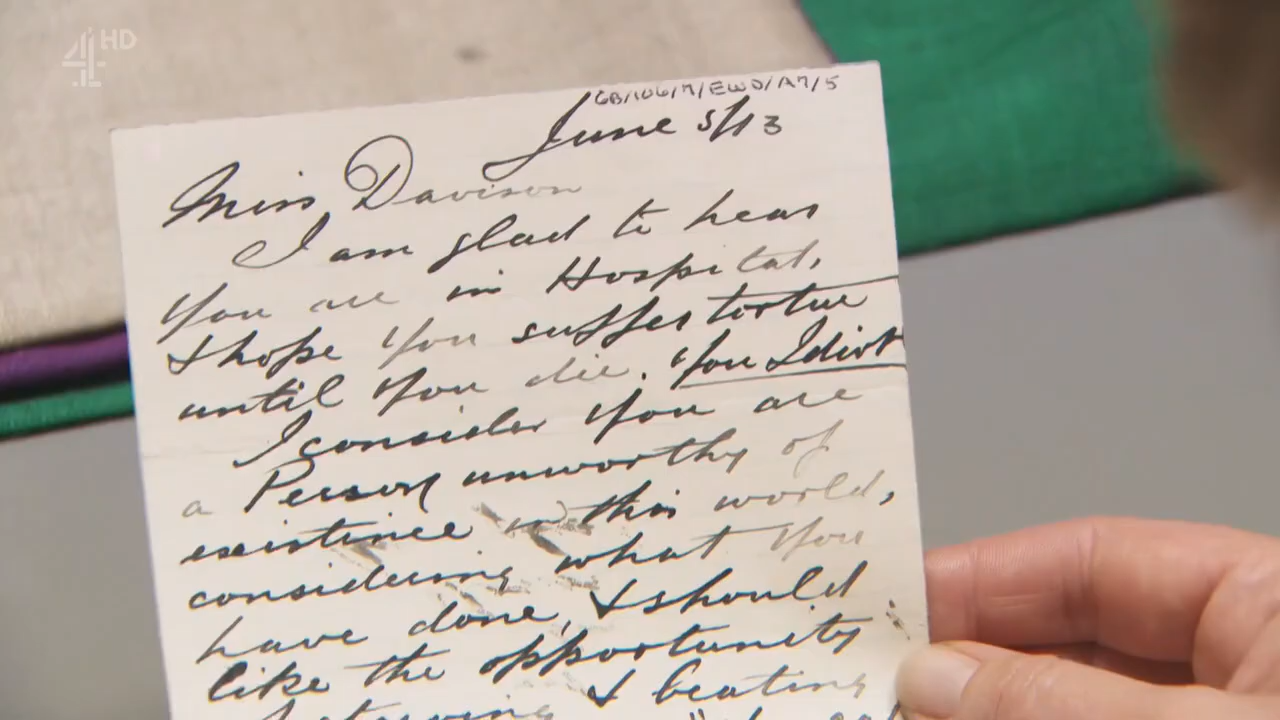 4HD
GB/106/7/EWD/A7/5
June 5/13
Miss Davison
I am glad to hear
you are in Hospital,
I hope you suffer torture
until you die. You Idiot
I consider you are
a Person unworthy of
existence in this world,
considering what you
have done, I should
like the opportunity
of starving & beating